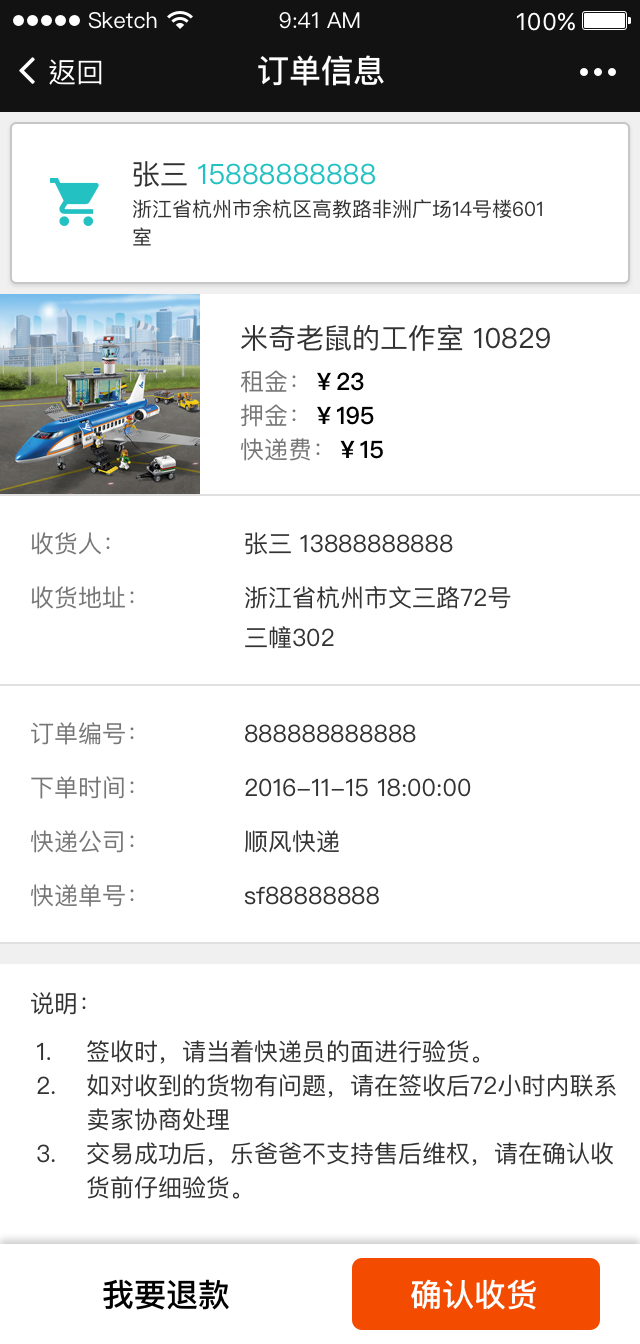 Sketch 9:41 AM 100%
返回 订单信息
张三 15888888888
浙江省杭州市余杭区高教路非洲广场14号楼601
室
米奇老鼠的工作室 10829
租金: ¥ 23
押金: ¥ 195
快递费: ¥ 15
收货人: 张三 13888888888
收货地址: 浙江省杭州市文三路72号
三幢302
订单编号: 888888888888
下单时间: 2016-11-15 18:00:00
快递公司: 顺风快递
快递单号: sf88888888
说明:
1. 签收时，请当着快递员的面进行验货。
2. 如对收到的货物有问题，请在签收后72小时内联系
卖家协商处理
3. 交易成功后，乐爸爸不支持售后维权，请在确认收
货前仔细验货。
我要退款 确认收货